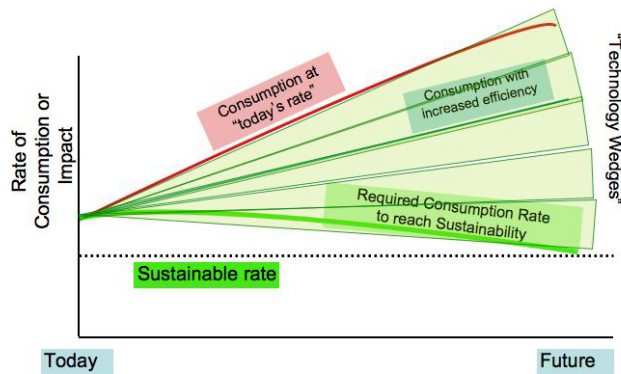 "Technology Wedges"
Consumption at
"today's rate"
Consumption with
increased efficiency
Rate of
Consumption or
Impact
Required Consumption Rate
to reach Sustainability
Sustainable rate
Today
Future